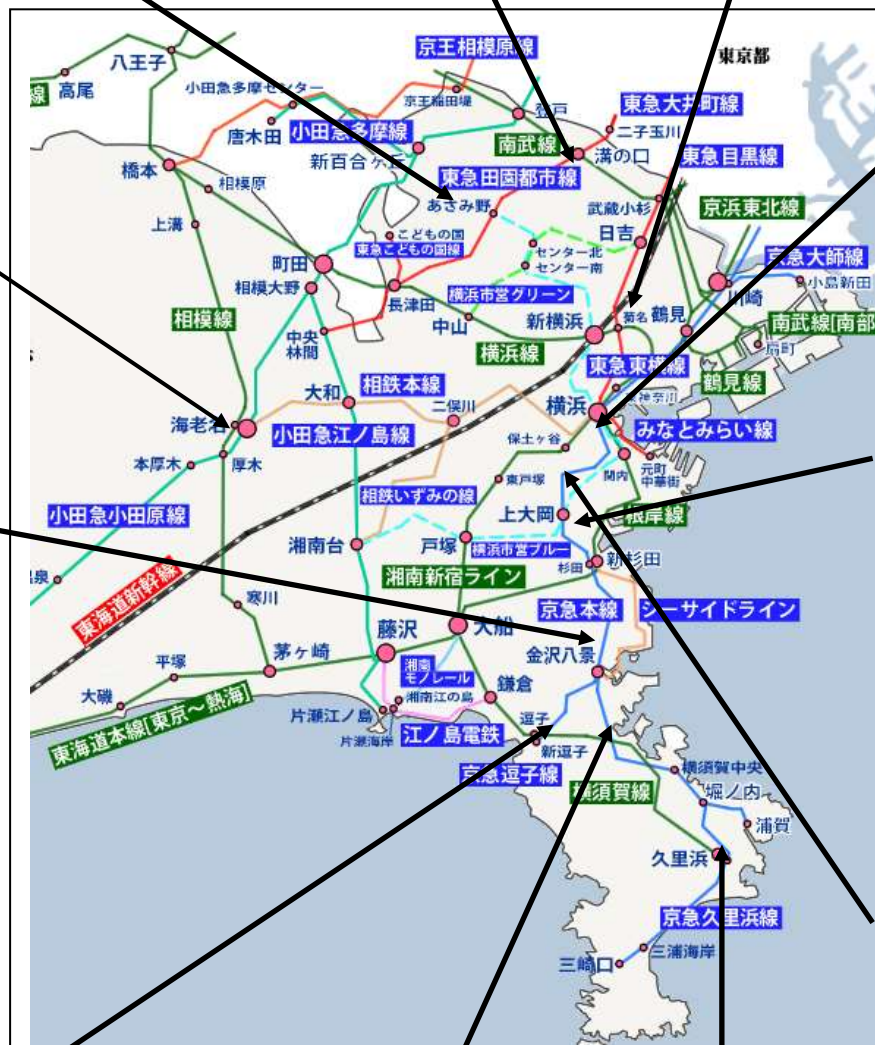 東京都
京王相模原線
八王子
高尾
線
小田急多摩センター
京王稲田堤
登戸
東急大井町線
唐木田
小田急多摩線
南武線
二子玉川
新百合ヶ丘
溝の口
東急目黒線
橋本
相模原
東急田園都市線
あざみ野
武蔵小杉
京浜東北線
上溝
こどもの国
東急こどもの国線
センター北
センター南
日吉
京急大師線
町田
相模大野
川崎
小島新田
長津田
横浜市営グリーン
中山
新横浜
菊名
鶴見
相模線
中央
林間
横浜線
南武線[南部
扇町
東急東横線
鶴見線
大和
相鉄本線
二俣川
東神奈川
横浜
海老名
小田急江ノ島線
みなとみらい線
保土ヶ谷
本厚木
厚木
関内
元町
中華街
東戸塚
相鉄いずみの線
小田急小田原線
上大岡
根岸線
湘南台
戸塚
横浜市営ブルー
杉田
新杉田
湘南新宿ライン
東海道新幹線
寒川
京急本線
シーサイドライン
藤沢
大船
茅ヶ崎
金沢八景
平塚
湘南
モノレール
大磯
湘南江の島
鎌倉
片瀬江ノ島
片瀬海岸
江ノ島電鉄
逗子
新逗子
東海道本線[東京〜熱海]
京急逗子線
横須賀中央
横須賀線
堀ノ内
浦賀
久里浜
京急久里浜線
三浦海岸
三崎口